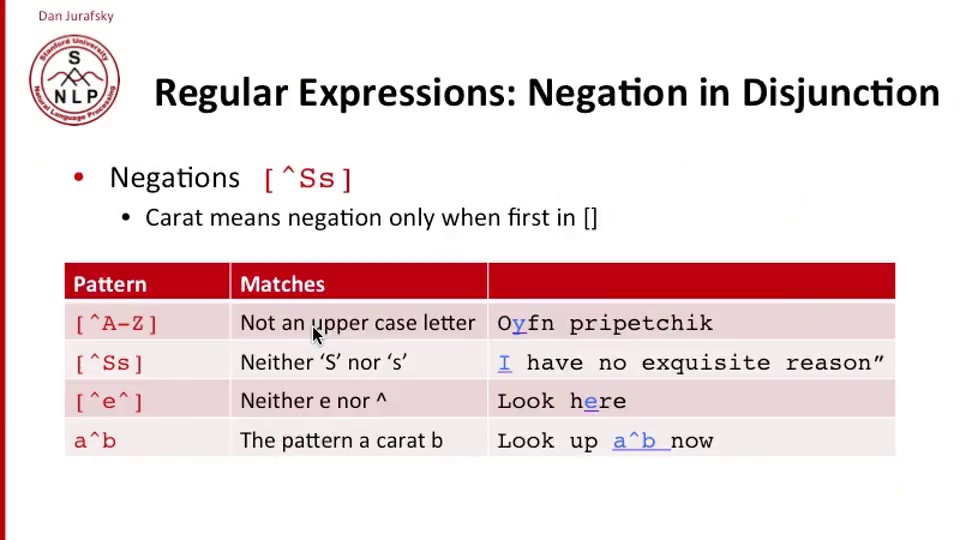 Dan Jurafsky
Stanford University
S
NLP
Natural Language Processing
Regular Expressions: Negation in Disjunction
• Negations [^Ss]
• Carat means negation only when first in []
Pattern Matches
[^A-Z] Not an upper case letter Oyfn pripetchik
[^Ss] Neither ‘S’ nor ‘s’ I have no exquisite reason”
[^e^] Neither e nor ^ Look here
a^b The pattern a carat b Look up a^b now